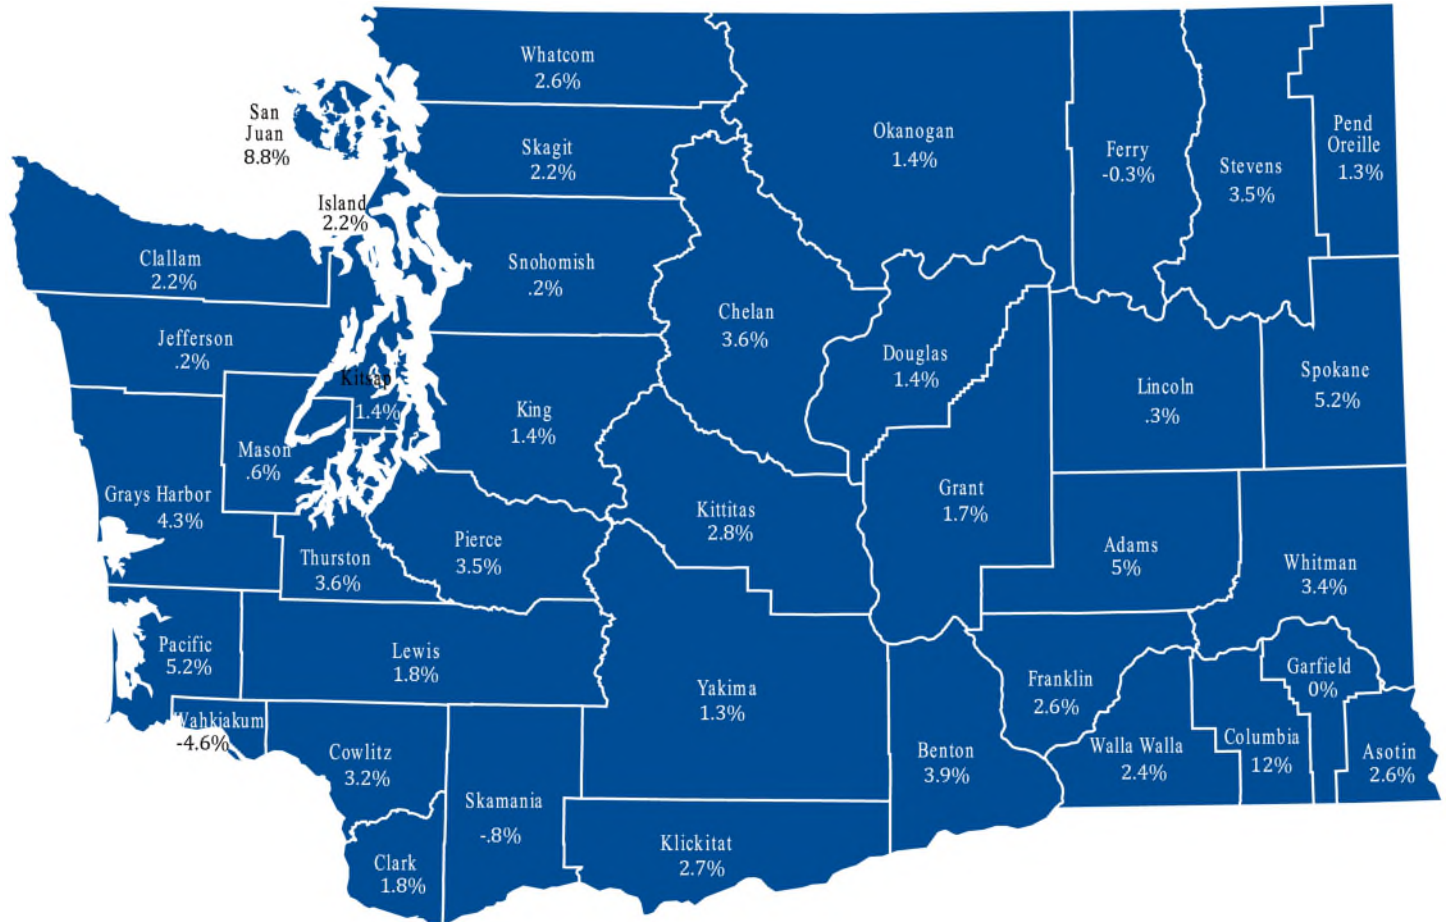 Whatcom
2.6%
San
Juan
8.8%
Skagit
2.2%
Okanogan
1.4%
Ferry
-0.3%
Stevens
3.5%
Pend
Oreille
1.3%
Island
2.2%
Clallam
2.2%
Snohomish
.2%
Chelan
3.6%
Jefferson
.2%
Douglas
1.4%
Lincoln
.3%
Spokane
5.2%
Kitsap
1.4%
King
1.4%
Mason
.6%
Grays Harbor
4.3%
Kittitas
2.8%
Grant
1.7%
Thurston
3.6%
Pierce
3.5%
Adams
5%
Whitman
3.4%
Pacific
5.2%
Lewis
1.8%
Yakima
1.3%
Franklin
2.6%
Garfield
0%
Wahkiakum
-4.6%
Cowlitz
3.2%
Skamania
-.8%
Benton
3.9%
Walla Walla
2.4%
Columbia
12%
Asotin
2.6%
Clark
1.8%
Klickitat
2.7%